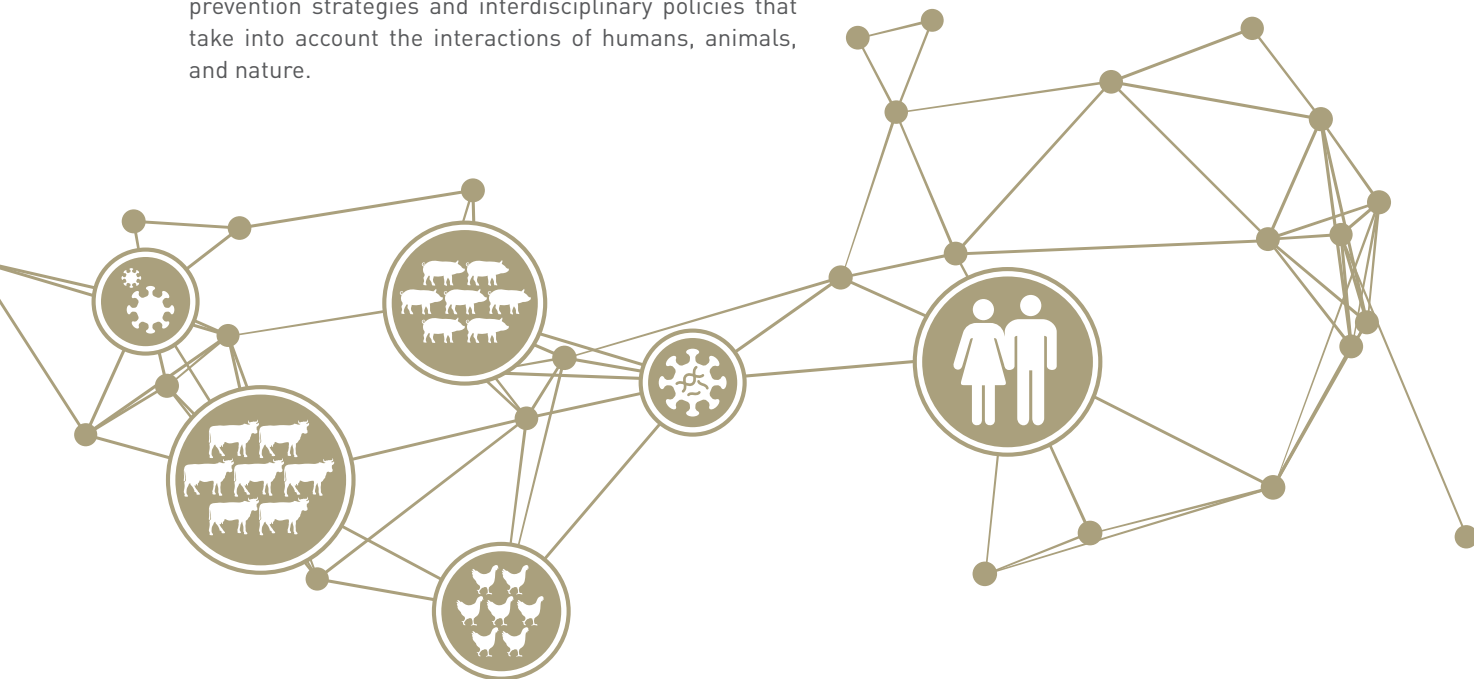 prevention strategies and interdisciplinary policies that
take into account the interactions of humans, animals,
and nature.